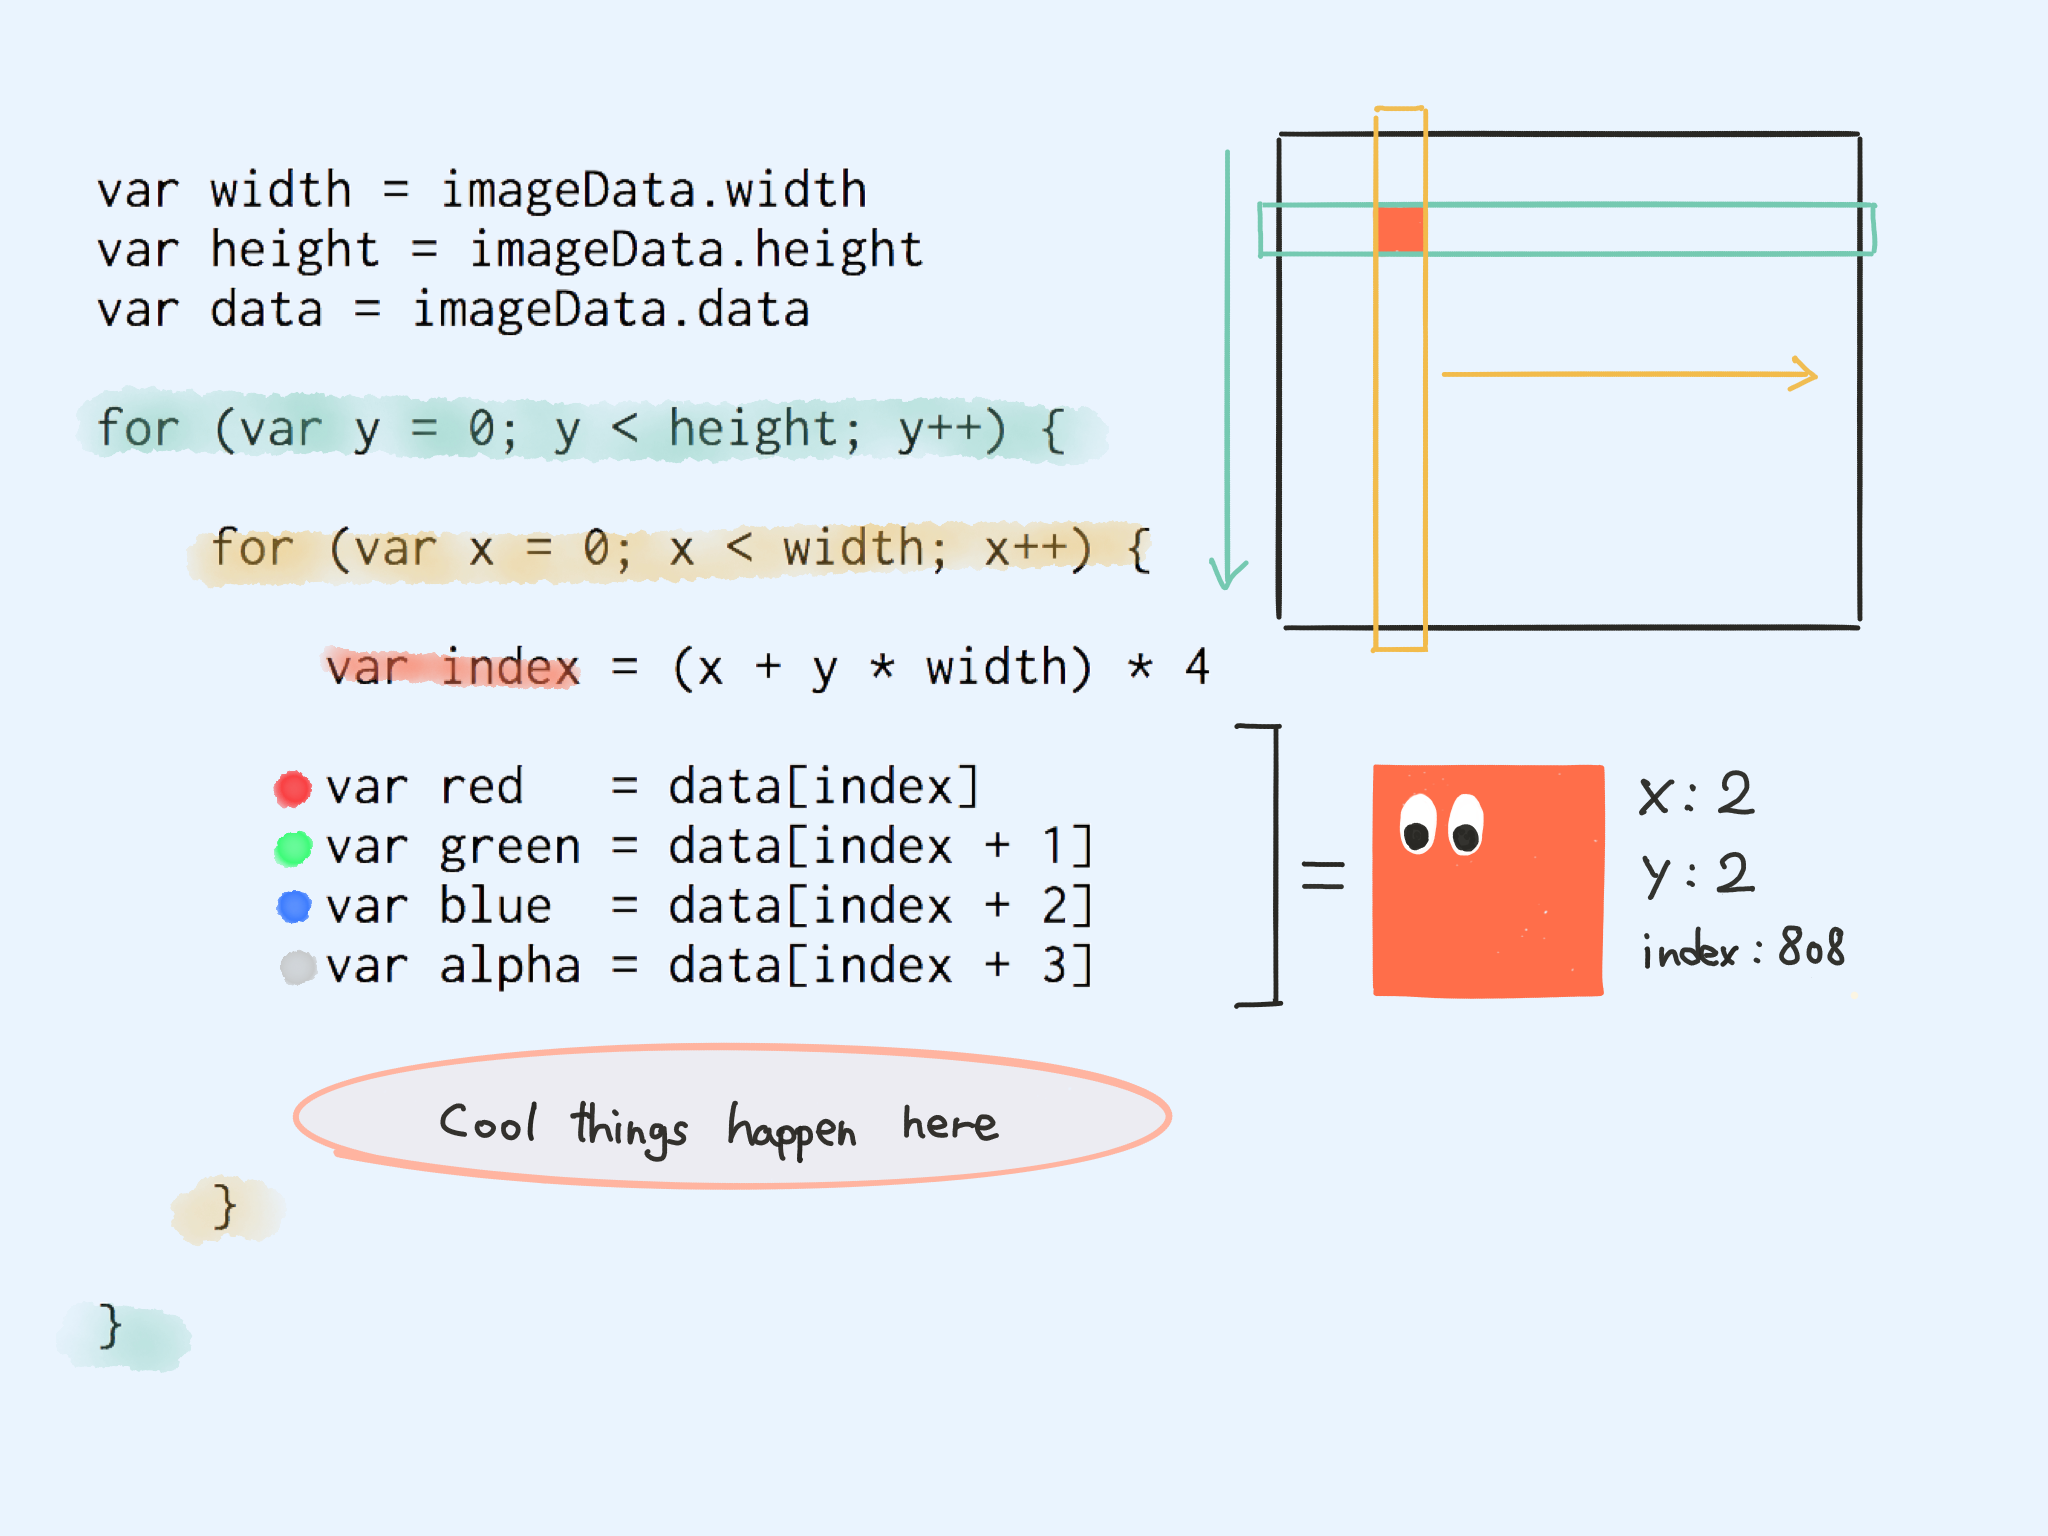 var width = imageData.width
var height = imageData.height
var data = imageData.data
for (var y = 0; y < height; y++) {
for (var x = 0; x < width; x++) {
var index = (x + y * width) * 4
var red   = data[index]
var green = data[index + 1]
var blue  = data[index + 2]
var alpha = data[index + 3]
=
x: 2
y: 2
index: 808
Cool things happen here
}
}